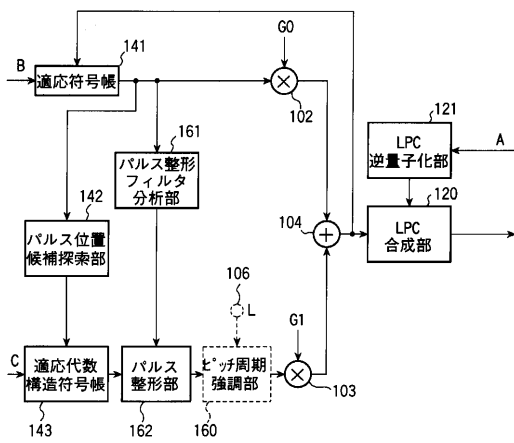 G0
141
B
適応符号帳
102
161
121
A
パルス整形
フィルタ
分析部
LPC
逆量子化部
142
104
120
パルス位置
候補探索部
LPC
合成部
106
L
G1
C
適応代数
構造符号帳
パルス
整形部
ピッチ周期
強調部
103
143
162
160